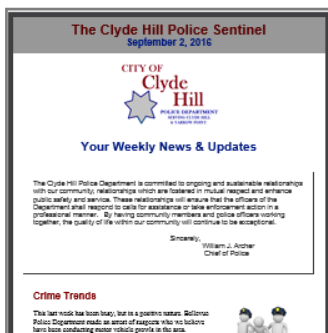 The Clyde Hill Police Sentinel
September 2, 2016
CITY OF
Clyde
Hill
POLICE DEPARTMENT
SERVING CLYDE HILL
& YARROW POINT
Your Weekly News & Updates
The Clyde Hill Police Department is committed to ongoing and sustainable relationships
with our community; relationships which are fostered in mutual respect and enhance
public safety and service. These relationships will ensure that the officers of the
Department shall respond to calls for assistance or take enforcement action in a
professional manner. By having community members and police officers working
together, the quality of life within our community will continue to be exceptional.
Sincerely,
William J. Archer
Chief of Police
Crime Trends
This last week has been busy, but in a positive nature. Bellevue
Police Department made an arrest of suspects who we believe
have been conducting motor vehicle prowls in the area.